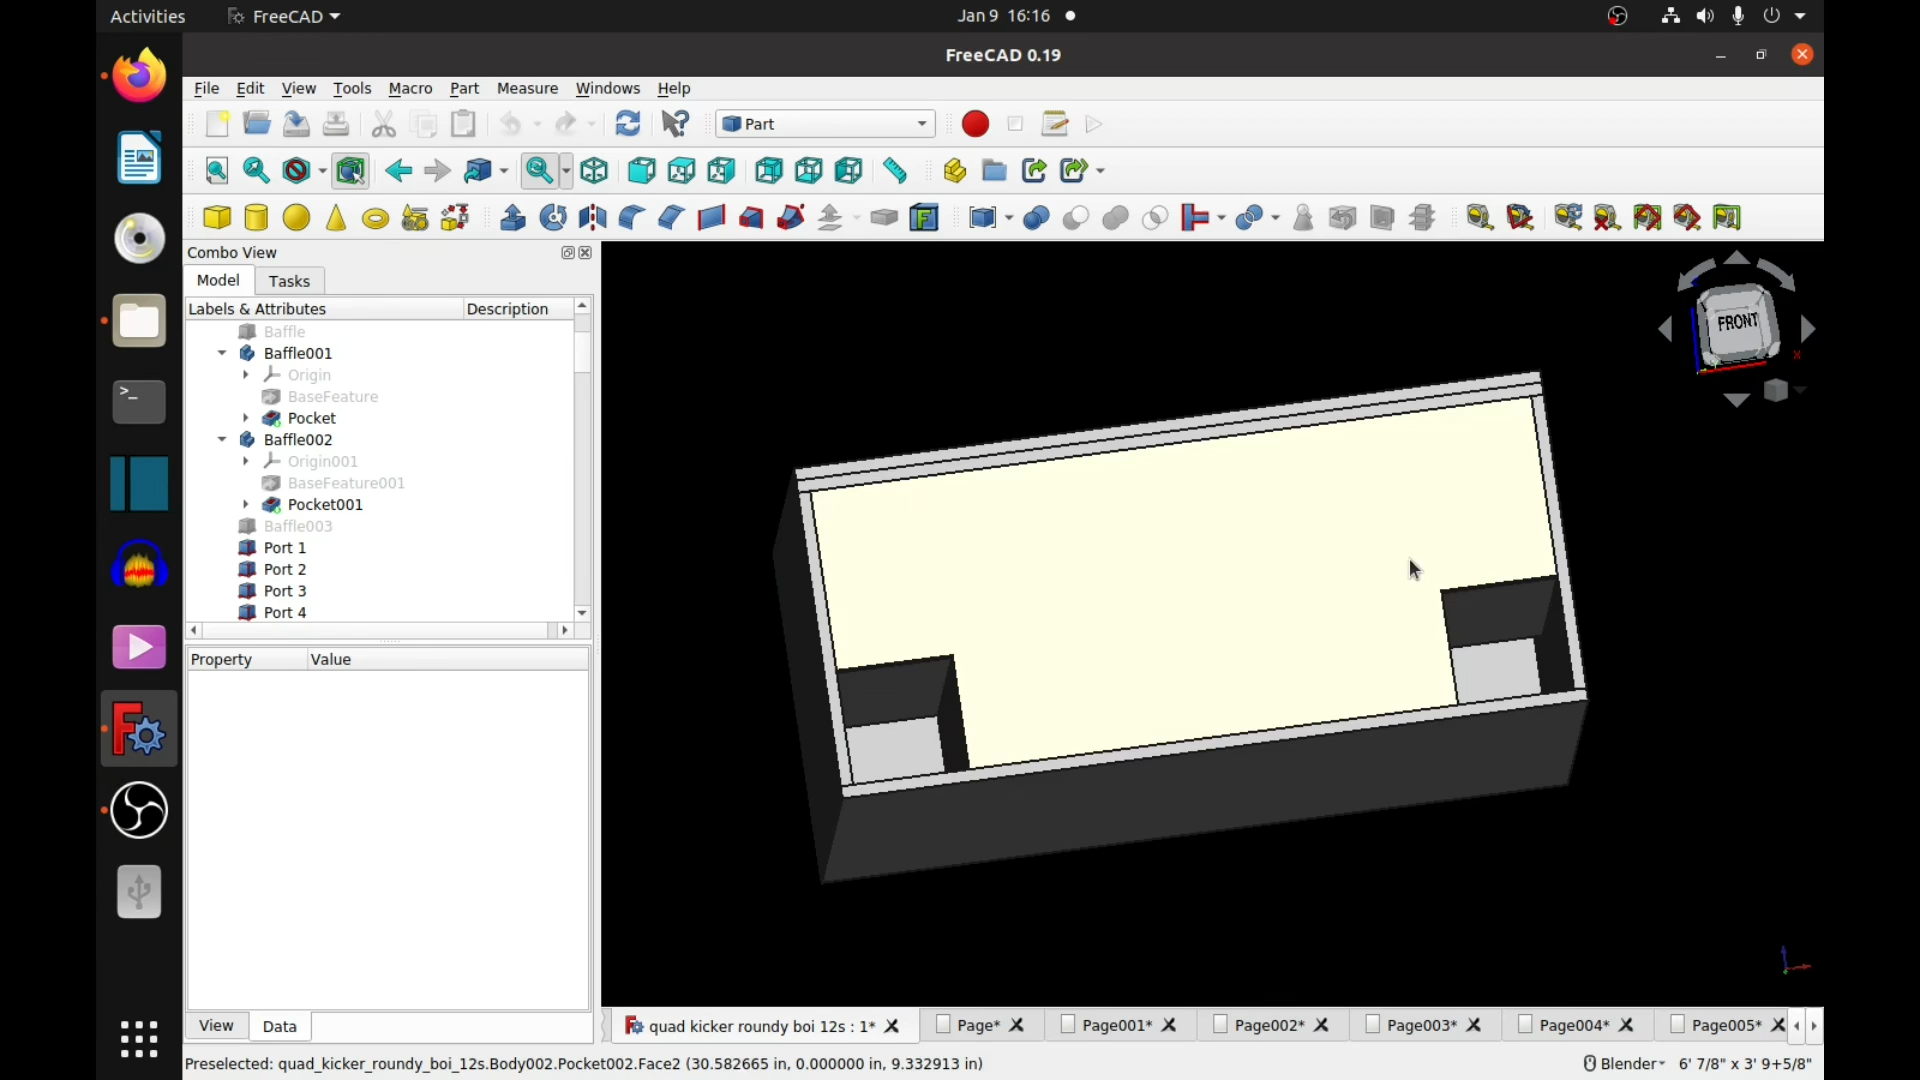 Activities FreeCAD Jan 9 16:16
FreeCAD 0.19
File Edit View Tools Macro Part Measure Windows Help
Part
Combo View
Model Tasks
Labels & Attributes Description
Baffle
Baffle001
Origin
BaseFeature
Pocket
Baffle002
Origin001
BaseFeature001
Pocket001
Baffle003
Port 1
Port 2
Port 3
Port 4
FRONT
X
Property Value
View Data
quad kicker roundy boi 12s : 1* Page* Page001* Page002* Page003* Page004* Page005*
Preselected: quad_kicker_roundy_boi_12s.Body002.Pocket002.Face2 (30.582665 in, 0.000000 in, 9.332913 in) Blender 6' 7/8" x 3' 9+5/8"